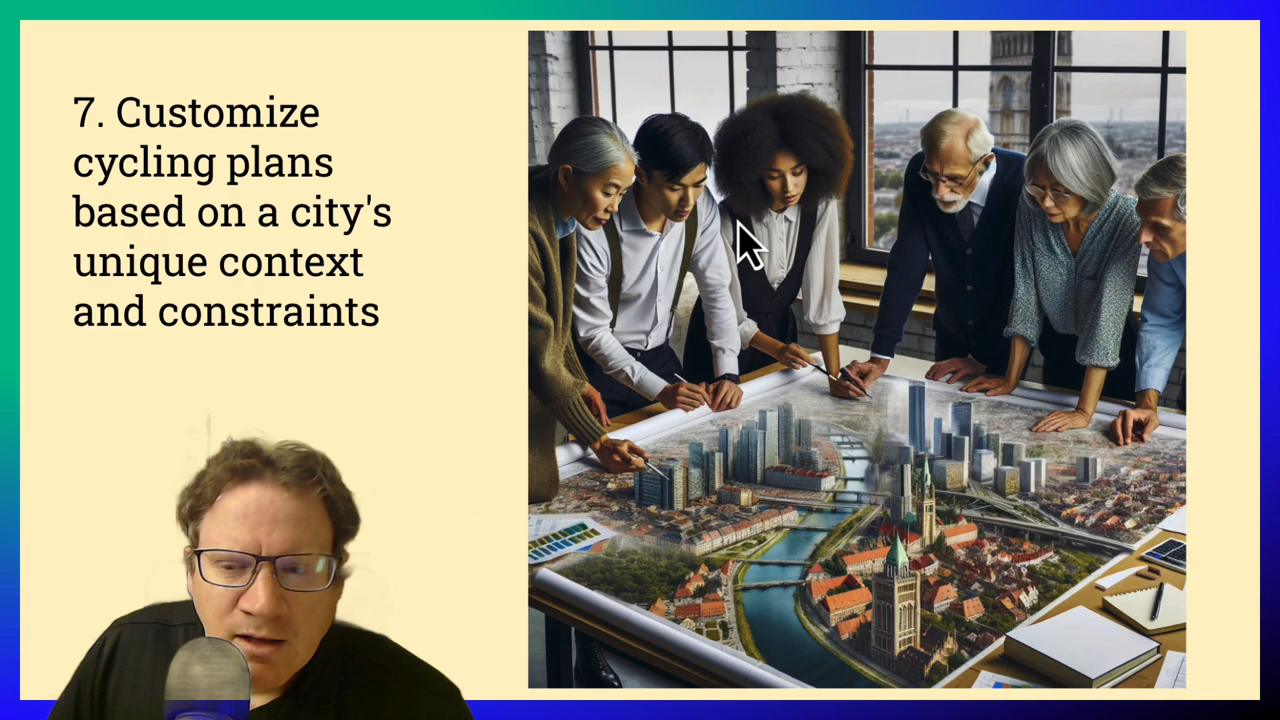 7. Customize
cycling plans
based on a city's
unique context
and constraints